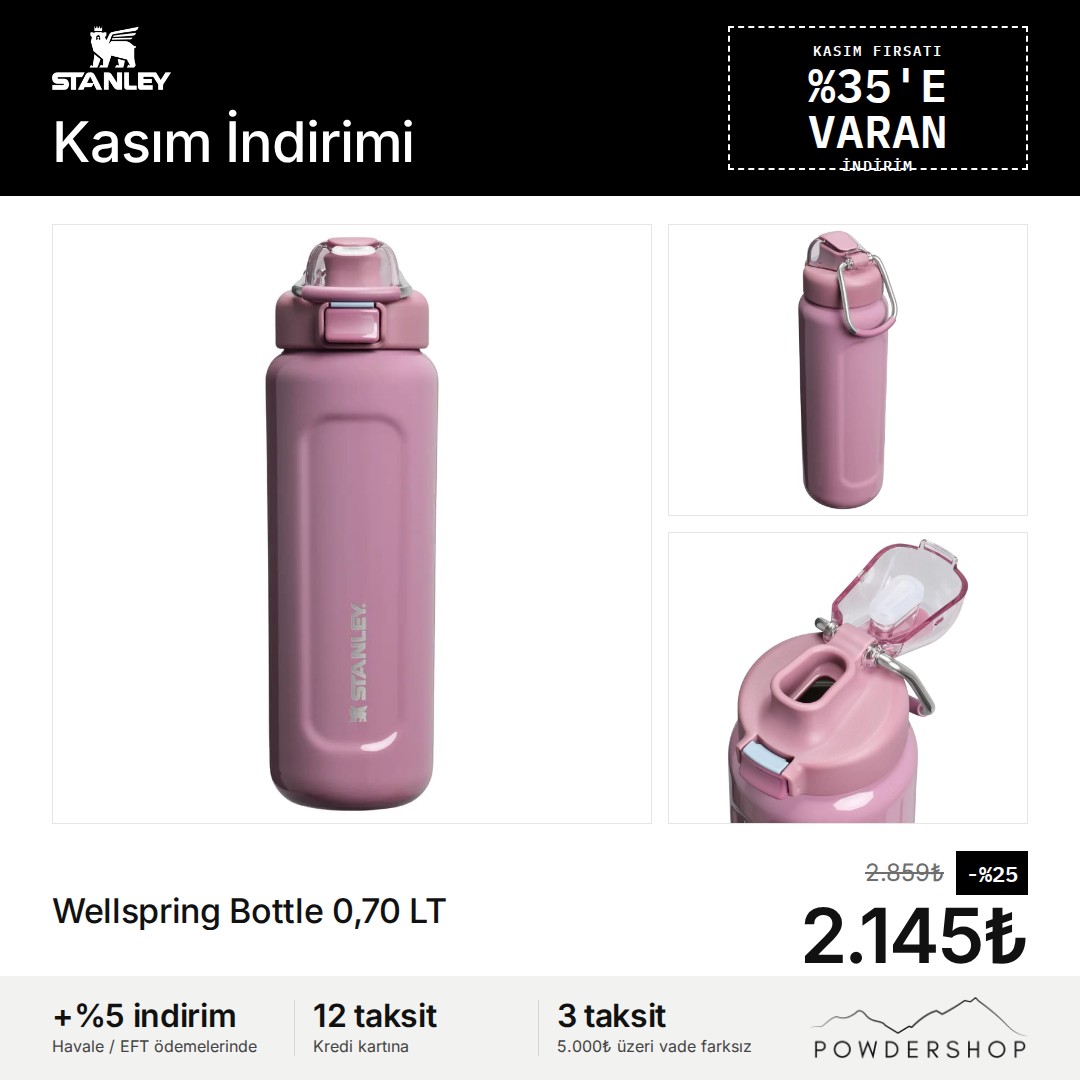 STANLEY
Kasım İndirimi
KASIM FIRSATI
%35'E
VARAN
İNDİRİM
STANLEY.
Wellspring Bottle 0,70 LT
2.859₺
-%25
2.145₺
+%5 indirim
Havale / EFT ödemelerinde
12 taksit
Kredi kartına
3 taksit
5.000₺ üzeri vade farksız
POWDERSHOP